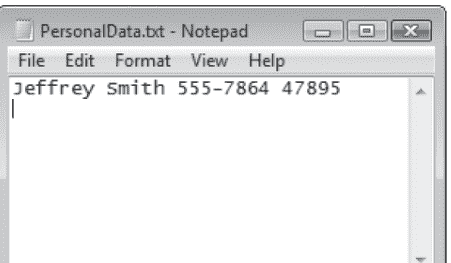 PersonalData.txt - Notepad
File Edit Format View Help
Jeffrey Smith 555-7864 47895